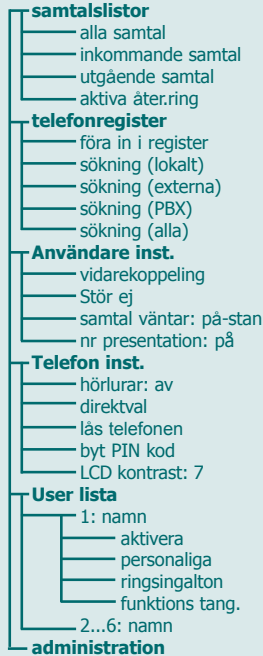 samtalslistor
alla samtal
inkommande samtal
utgående samtal
aktiva åter.ring
telefonregister
föra in i register
sökning (lokalt)
sökning (externa)
sökning (PBX)
sökning (alla)
Användare inst.
vidarekoppeling
Stör ej
samtal väntar: på-stan
nr presentation: på
Telefon inst.
hörlurar: av
direktval
lås telefonen
byt PIN kod
LCD kontrast: 7
User lista
1: namn
aktivera
personaliga
ringsingalton
funktions tang.
2...6: namn
administration